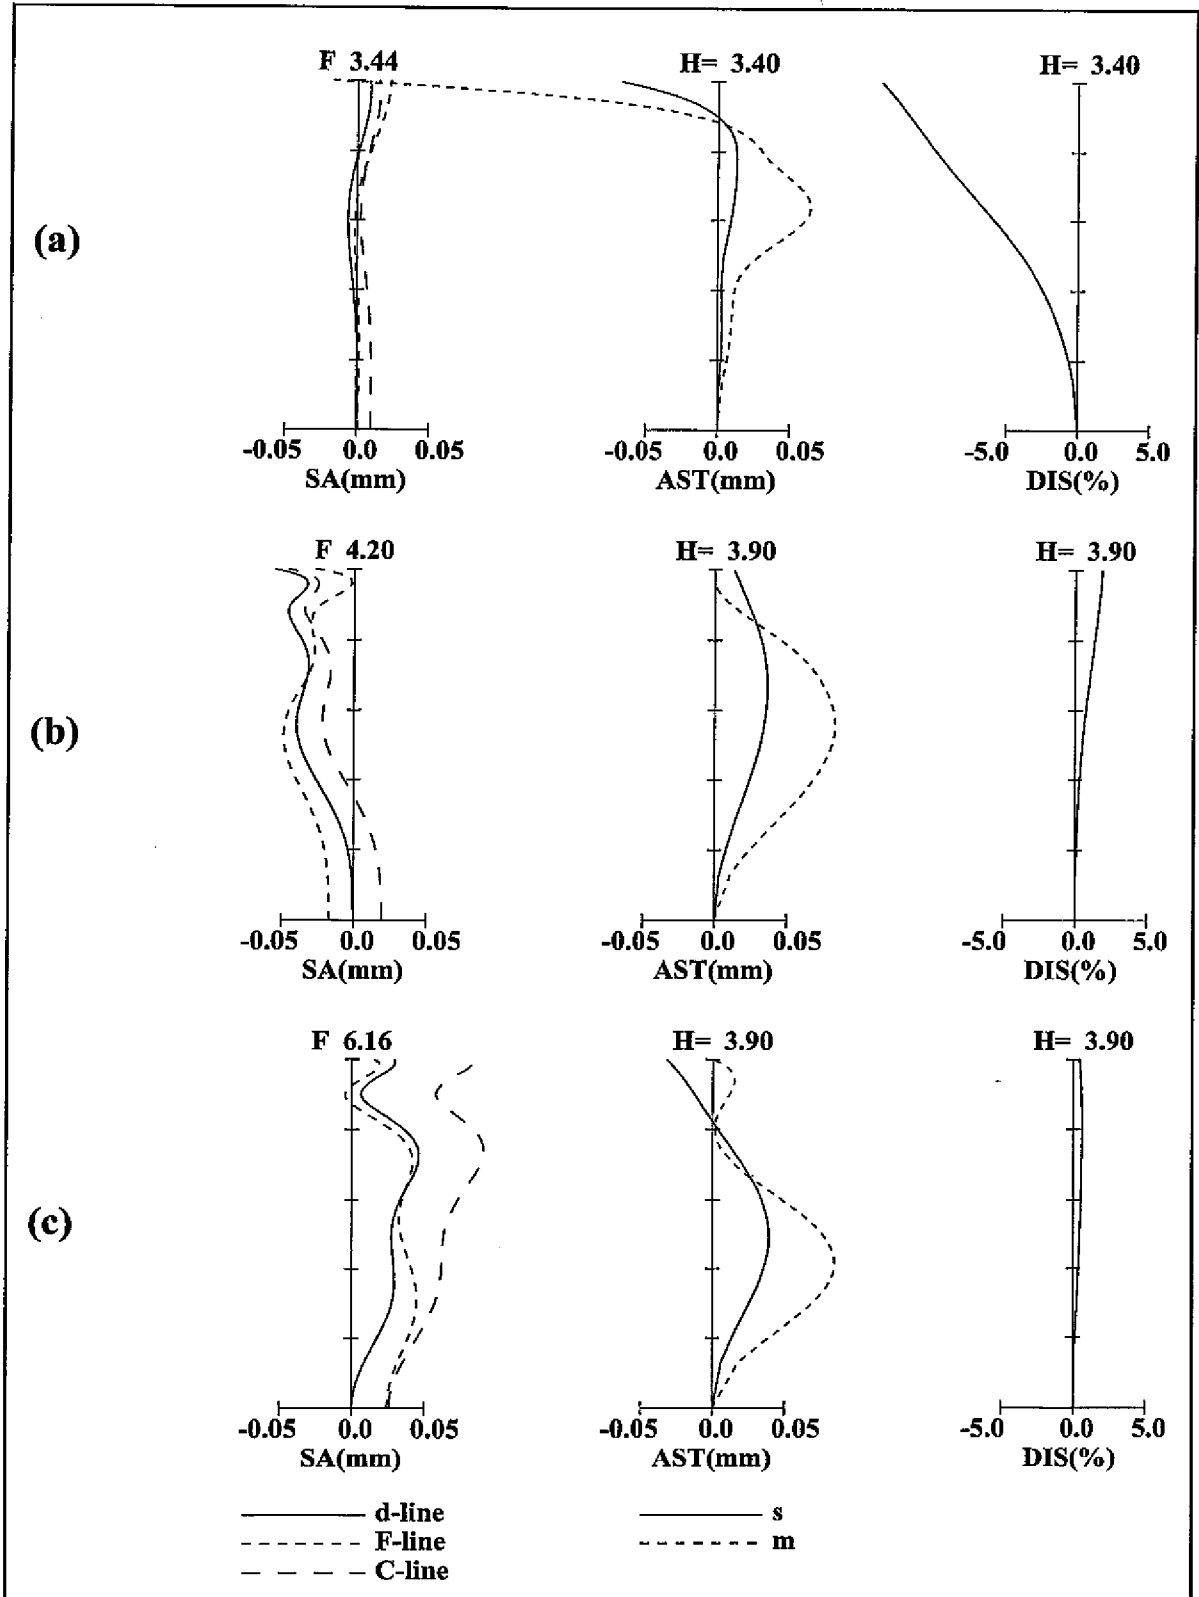 F 3.44 H= 3.40 H= 3.40
(a)
-0.05 0.0 0.05 -0.05 0.0 0.05 -5.0 0.0 5.0
SA(mm) AST(mm) DIS(%)
F 4.20 H= 3.90 H= 3.90
(b)
-0.05 0.0 0.05 -0.05 0.0 0.05 -5.0 0.0 5.0
SA(mm) AST(mm) DIS(%)
F 6.16 H= 3.90 H= 3.90
(c)
-0.05 0.0 0.05 -0.05 0.0 0.05 -5.0 0.0 5.0
SA(mm) AST(mm) DIS(%)
d-line s
F-line m
C-line